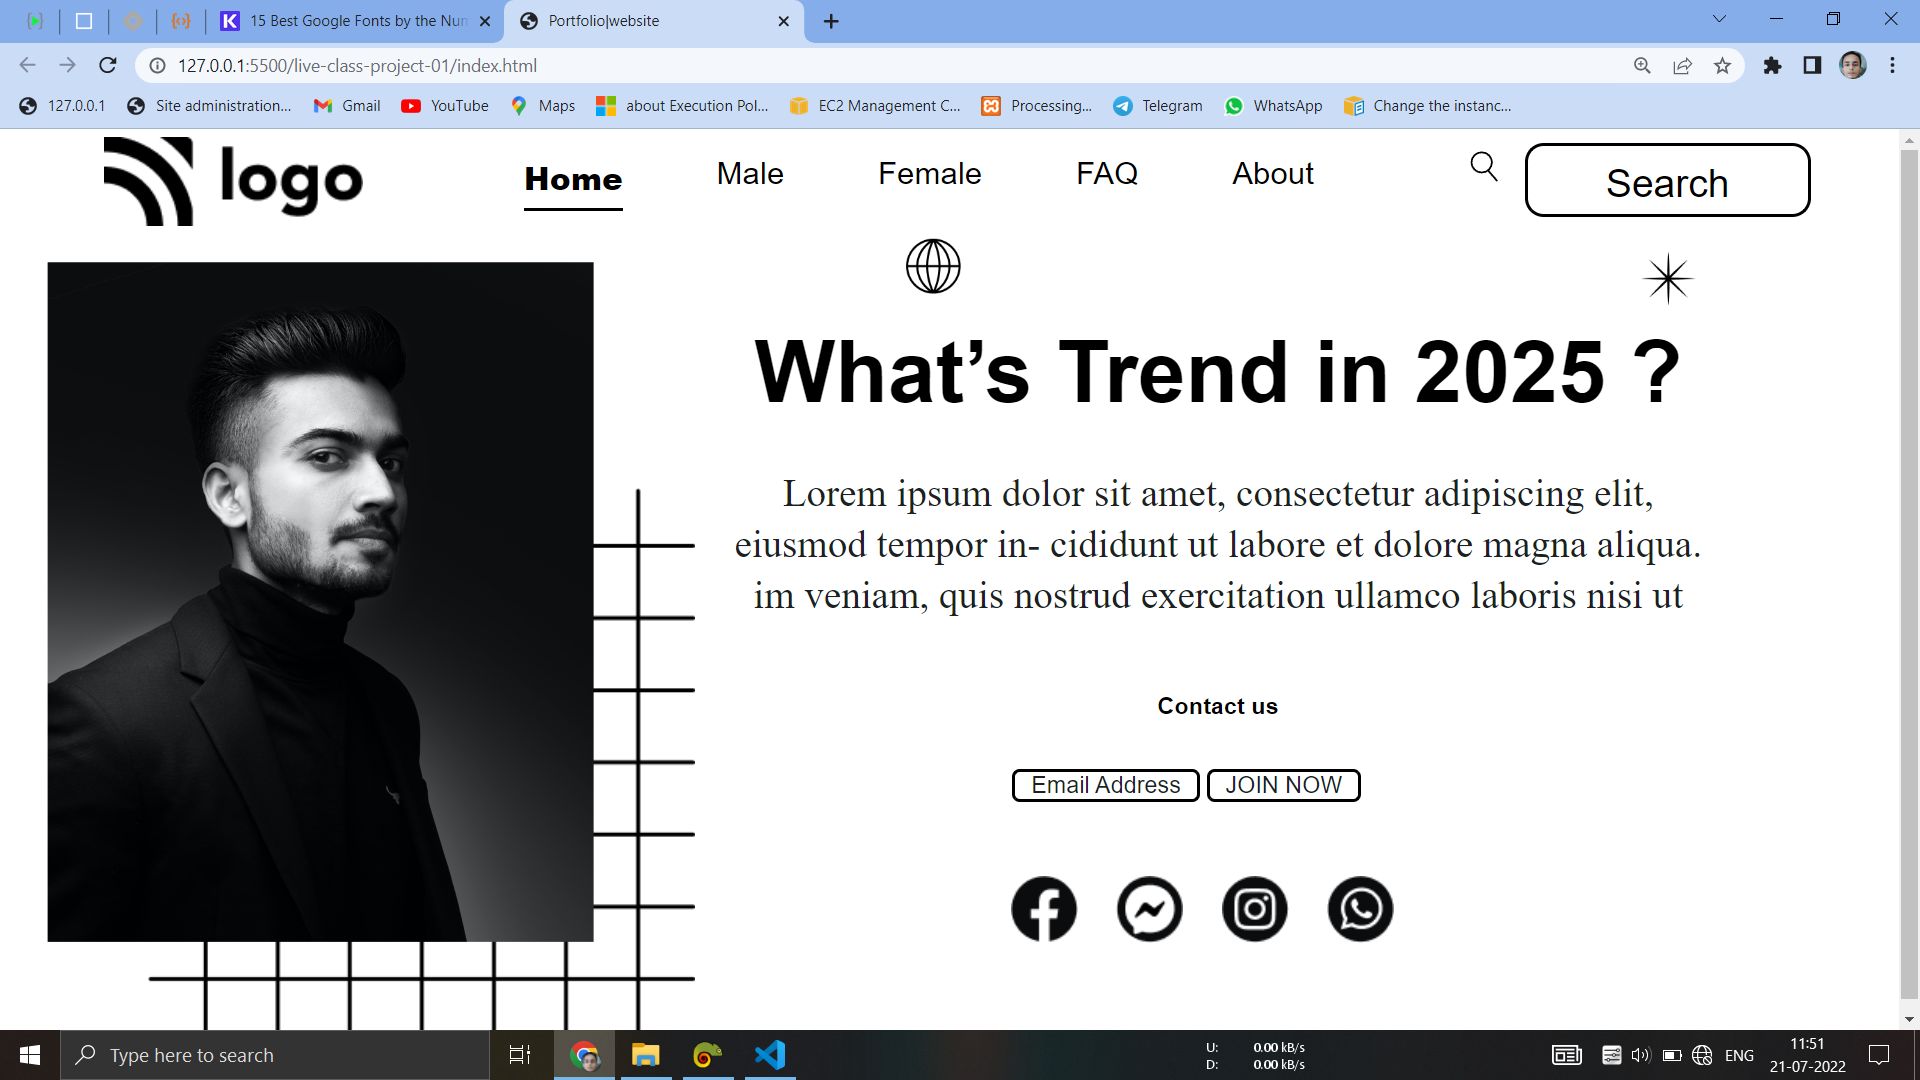 15 Best Google Fonts by the Num
Portfolio|website
127.0.0.1:5500/live-class-project-01/index.html
127.0.0.1
Site administration...
Gmail
YouTube
Maps
about Execution Pol...
EC2 Management C...
Processing...
Telegram
WhatsApp
Change the instanc...
logo
Home
Male
Female
FAQ
About
Search
What’s Trend in 2025 ?
Lorem ipsum dolor sit amet, consectetur adipiscing elit,
eiusmod tempor in- cididunt ut labore et dolore magna aliqua.
im veniam, quis nostrud exercitation ullamco laboris nisi ut
Contact us
Email Address
JOIN NOW
Type here to search
U: 0.00 kB/s
D: 0.00 kB/s
ENG
11:51
21-07-2022